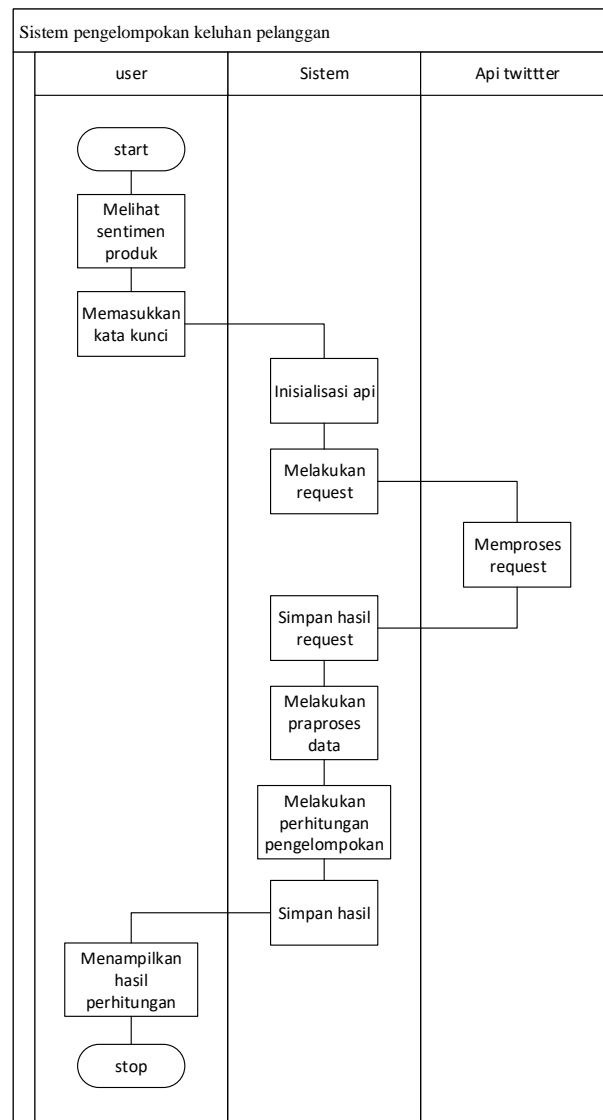 Sistem pengelompokan keluhan pelanggan
user
Sistem
Api twittter
start
Melihat
sentimen
produk
Memasukkan
kata kunci
Inisialisasi api
Melakukan
request
Memproses
request
Simpan hasil
request
Melakukan
praproses
data
Melakukan
perhitungan
pengelompokan
Simpan hasil
Menampilkan
hasil
perhitungan
stop